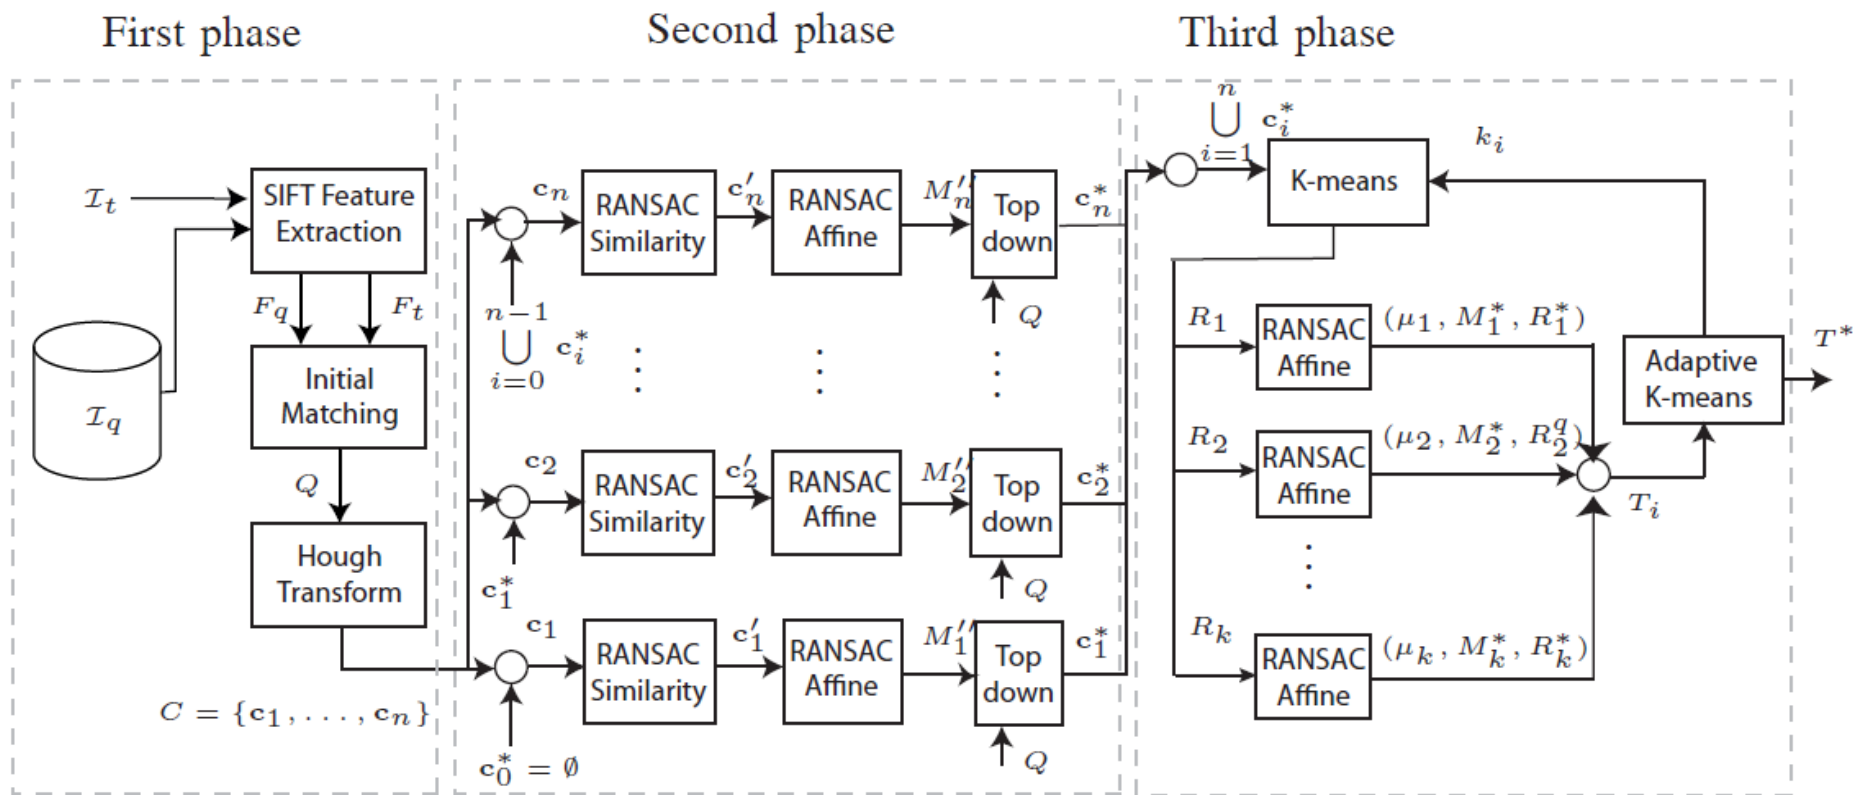 First phase
Second phase
Third phase
ℐ_t
SIFT Feature
Extraction
F_q
F_t
ℐ_q
Initial
Matching
Q
Hough
Transform
C = {c_1, . . . , c_n}
c_n
RANSAC
Similarity
c′_n
RANSAC
Affine
M″_n
Top
down
c*_n
n−1
⋃ c*_i
i=0
Q
c_2
RANSAC
Similarity
c′_2
RANSAC
Affine
M″_2
Top
down
c*_2
c*_1
Q
c_1
RANSAC
Similarity
c′_1
RANSAC
Affine
M″_1
Top
down
c*_1
c*_0 = ∅
Q
n
⋃ c*_i
i=1
K-means
k_i
R_1
RANSAC
Affine
(μ_1, M*_1, R*_1)
R_2
RANSAC
Affine
(μ_2, M*_2, R^q_2)
R_k
RANSAC
Affine
(μ_k, M*_k, R*_k)
T_i
Adaptive
K-means
T*